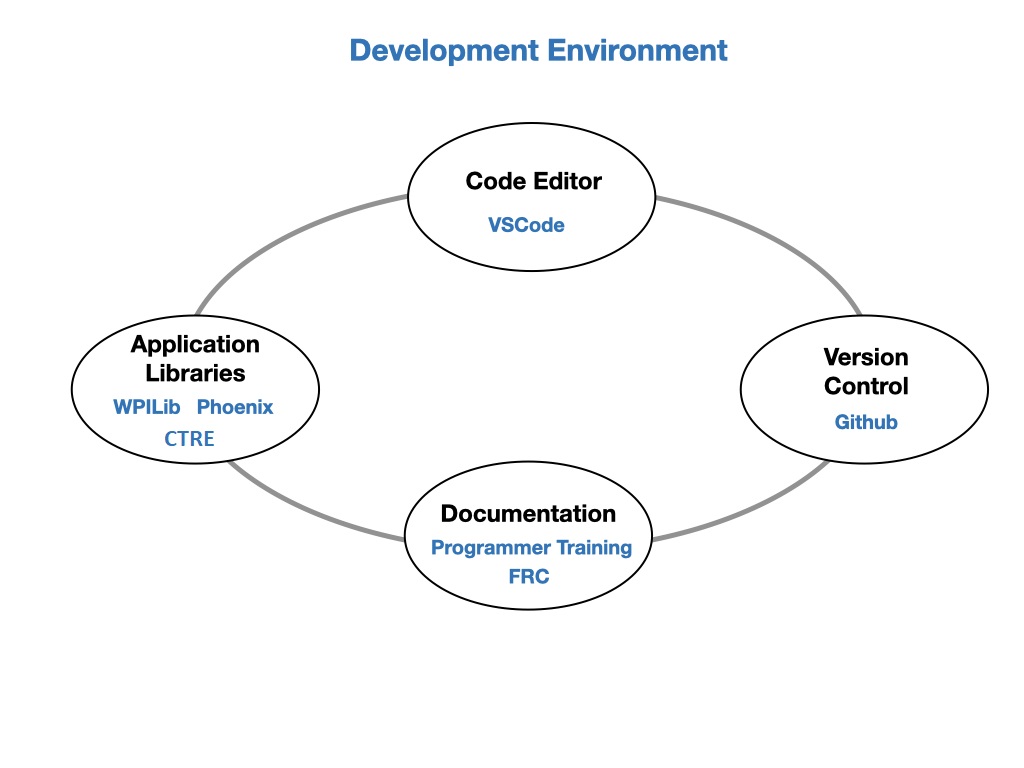 Development Environment
Code Editor
VSCode
Application
Libraries
WPILib Phoenix
CTRE
Version
Control
Github
Documentation
Programmer Training
FRC